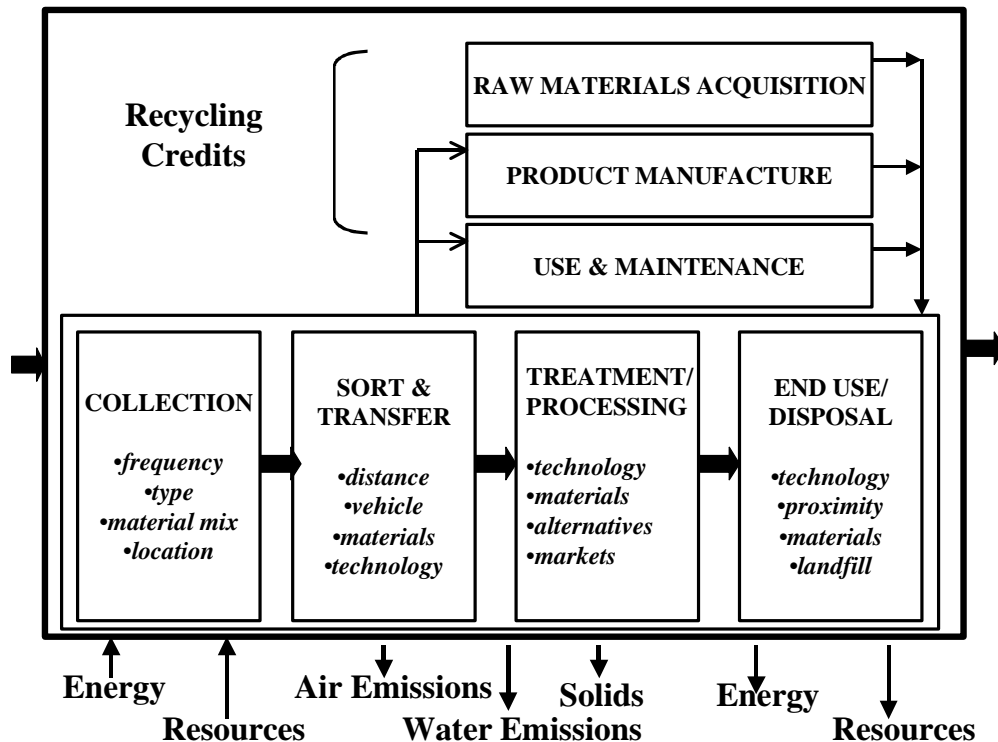 RAW MATERIALS ACQUISITION
Recycling
Credits
PRODUCT MANUFACTURE
USE & MAINTENANCE
COLLECTION
•frequency
•type
•material mix
•location
SORT &
TRANSFER
•distance
•vehicle
•materials
•technology
TREATMENT/
PROCESSING
•technology
•materials
•alternatives
•markets
END USE/
DISPOSAL
•technology
•proximity
•materials
•landfill
Energy
Resources
Air Emissions
Water Emissions
Solids
Energy
Resources